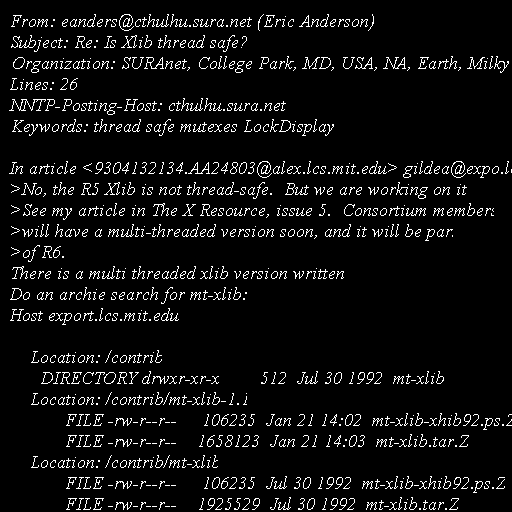 From: eanders@cthulhu.sura.net (Eric Anderson)
Subject: Re: Is Xlib thread safe?
Organization: SURAnet, College Park, MD, USA, NA, Earth, Milky
Lines: 26
NNTP-Posting-Host: cthulhu.sura.net
Keywords: thread safe mutexes LockDisplay

In article <9304132134.AA24803@alex.lcs.mit.edu> gildea@expo.l
>No, the R5 Xlib is not thread-safe.  But we are working on it
>See my article in The X Resource, issue 5.  Consortium members
>will have a multi-threaded version soon, and it will be par
>of R6.
There is a multi threaded xlib version written
Do an archie search for mt-xlib:
Host export.lcs.mit.edu

    Location: /contrib
      DIRECTORY drwxr-xr-x        512  Jul 30 1992  mt-xlib
    Location: /contrib/mt-xlib-1.1
           FILE -rw-r--r--     106235  Jan 21 14:02  mt-xlib-xhib92.ps.Z
           FILE -rw-r--r--    1658123  Jan 21 14:03  mt-xlib.tar.Z
    Location: /contrib/mt-xlib
           FILE -rw-r--r--     106235  Jul 30 1992  mt-xlib-xhib92.ps.Z
           FILE -rw-r--r--    1925529  Jul 30 1992  mt-xlib.tar.Z